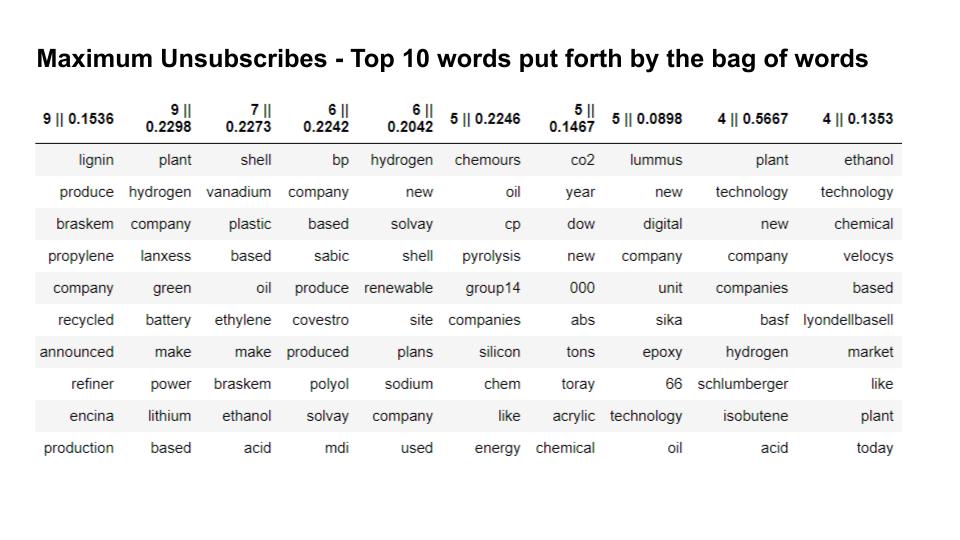 Maximum Unsubscribes - Top 10 words put forth by the bag of words
9 || 0.1536 9 || 0.2298 7 || 0.2273 6 || 0.2242 6 || 0.2042 5 || 0.2246 5 || 0.1467 5 || 0.0898 4 || 0.5667 4 || 0.1353
lignin plant shell bp hydrogen chemours co2 lummus plant ethanol
produce hydrogen vanadium company new oil year new technology technology
braskem company plastic based solvay cp dow digital new chemical
propylene lanxess based sabic shell pyrolysis new company company velocys
company green oil produce renewable group14 000 unit companies based
recycled battery ethylene covestro site companies abs sika basf lyondellbasell
announced make make produced plans silicon tons epoxy hydrogen market
refiner power braskem polyol sodium chem toray 66 schlumberger like
encina lithium ethanol solvay company like acrylic technology isobutene plant
production based acid mdi used energy chemical oil acid today